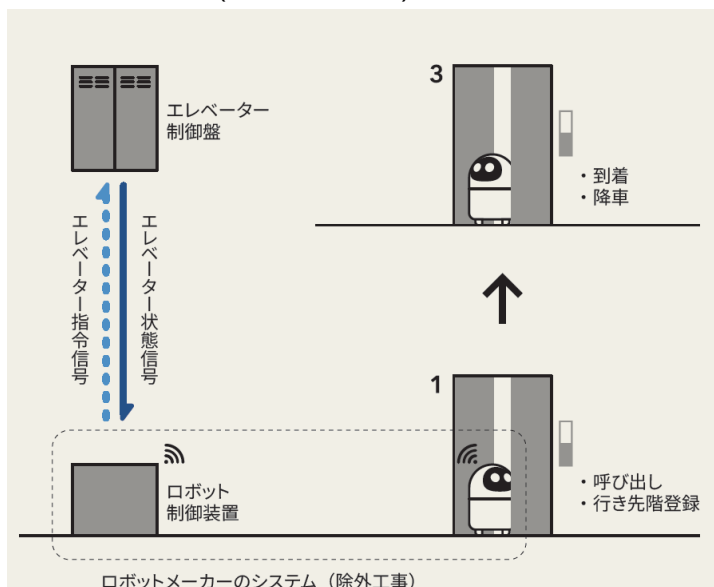 エレベーター
制御盤
3
・到着
・降車
エレベーター指令信号
エレベーター状態信号
1
・呼び出し
・行き先階登録
ロボット
制御装置
ロボットメーカーのシステム（除外工事）